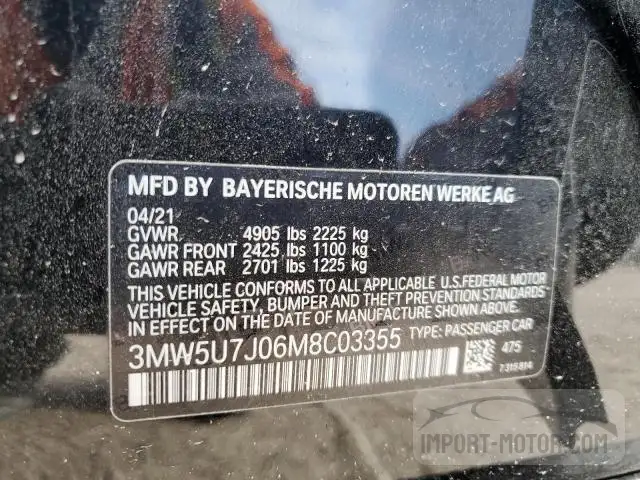 MFD BY BAYERISCHE MOTOREN WERKE AG
04/21
GVWR 4905 lbs 2225 kg
GAWR FRONT 2425 lbs 1100 kg
GAWR REAR 2701 lbs 1225 kg
THIS VEHICLE CONFORMS TO ALL APPLICABLE U.S.FEDERAL MOTOR
VEHICLE SAFETY, BUMPER AND THEFT PREVENTION STANDARDS
IN EFFECT ON THE DATE OF MANUFACTURE SHOWN ABOVE.
3MW5U7J06M8C03355 TYPE: PASSENGER CAR
475
7315814
IMPORT-MOTOR.COM